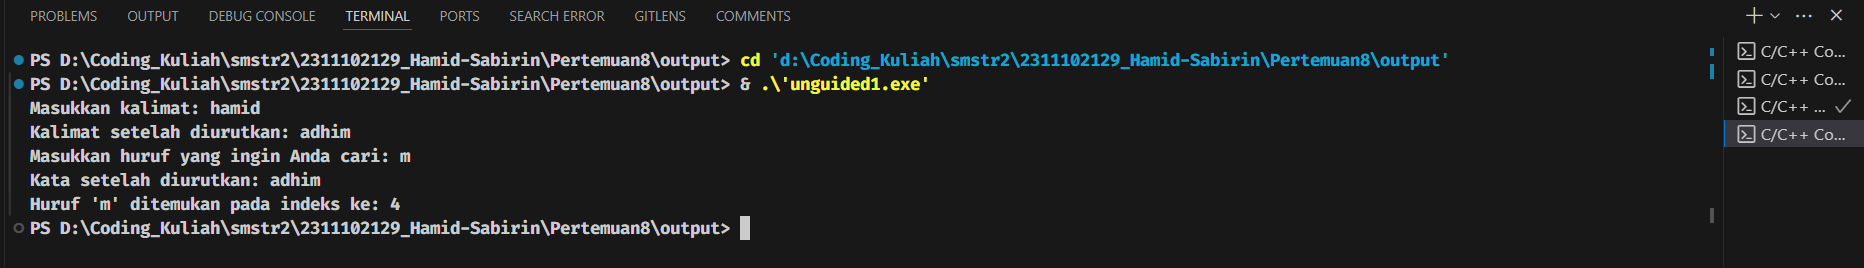 PROBLEMS OUTPUT DEBUG CONSOLE TERMINAL PORTS SEARCH ERROR GITLENS COMMENTS
PS D:\Coding_Kuliah\smstr2\2311102129_Hamid-Sabirin\Pertemuan8\output> cd 'd:\Coding_Kuliah\smstr2\2311102129_Hamid-Sabirin\Pertemuan8\output'
PS D:\Coding_Kuliah\smstr2\2311102129_Hamid-Sabirin\Pertemuan8\output> & .\'unguided1.exe'
Masukkan kalimat: hamid
Kalimat setelah diurutkan: adhim
Masukkan huruf yang ingin Anda cari: m
Kata setelah diurutkan: adhim
Huruf 'm' ditemukan pada indeks ke: 4
PS D:\Coding_Kuliah\smstr2\2311102129_Hamid-Sabirin\Pertemuan8\output>
C/C++ Co...
C/C++ Co...
C/C++ ...
C/C++ Co...